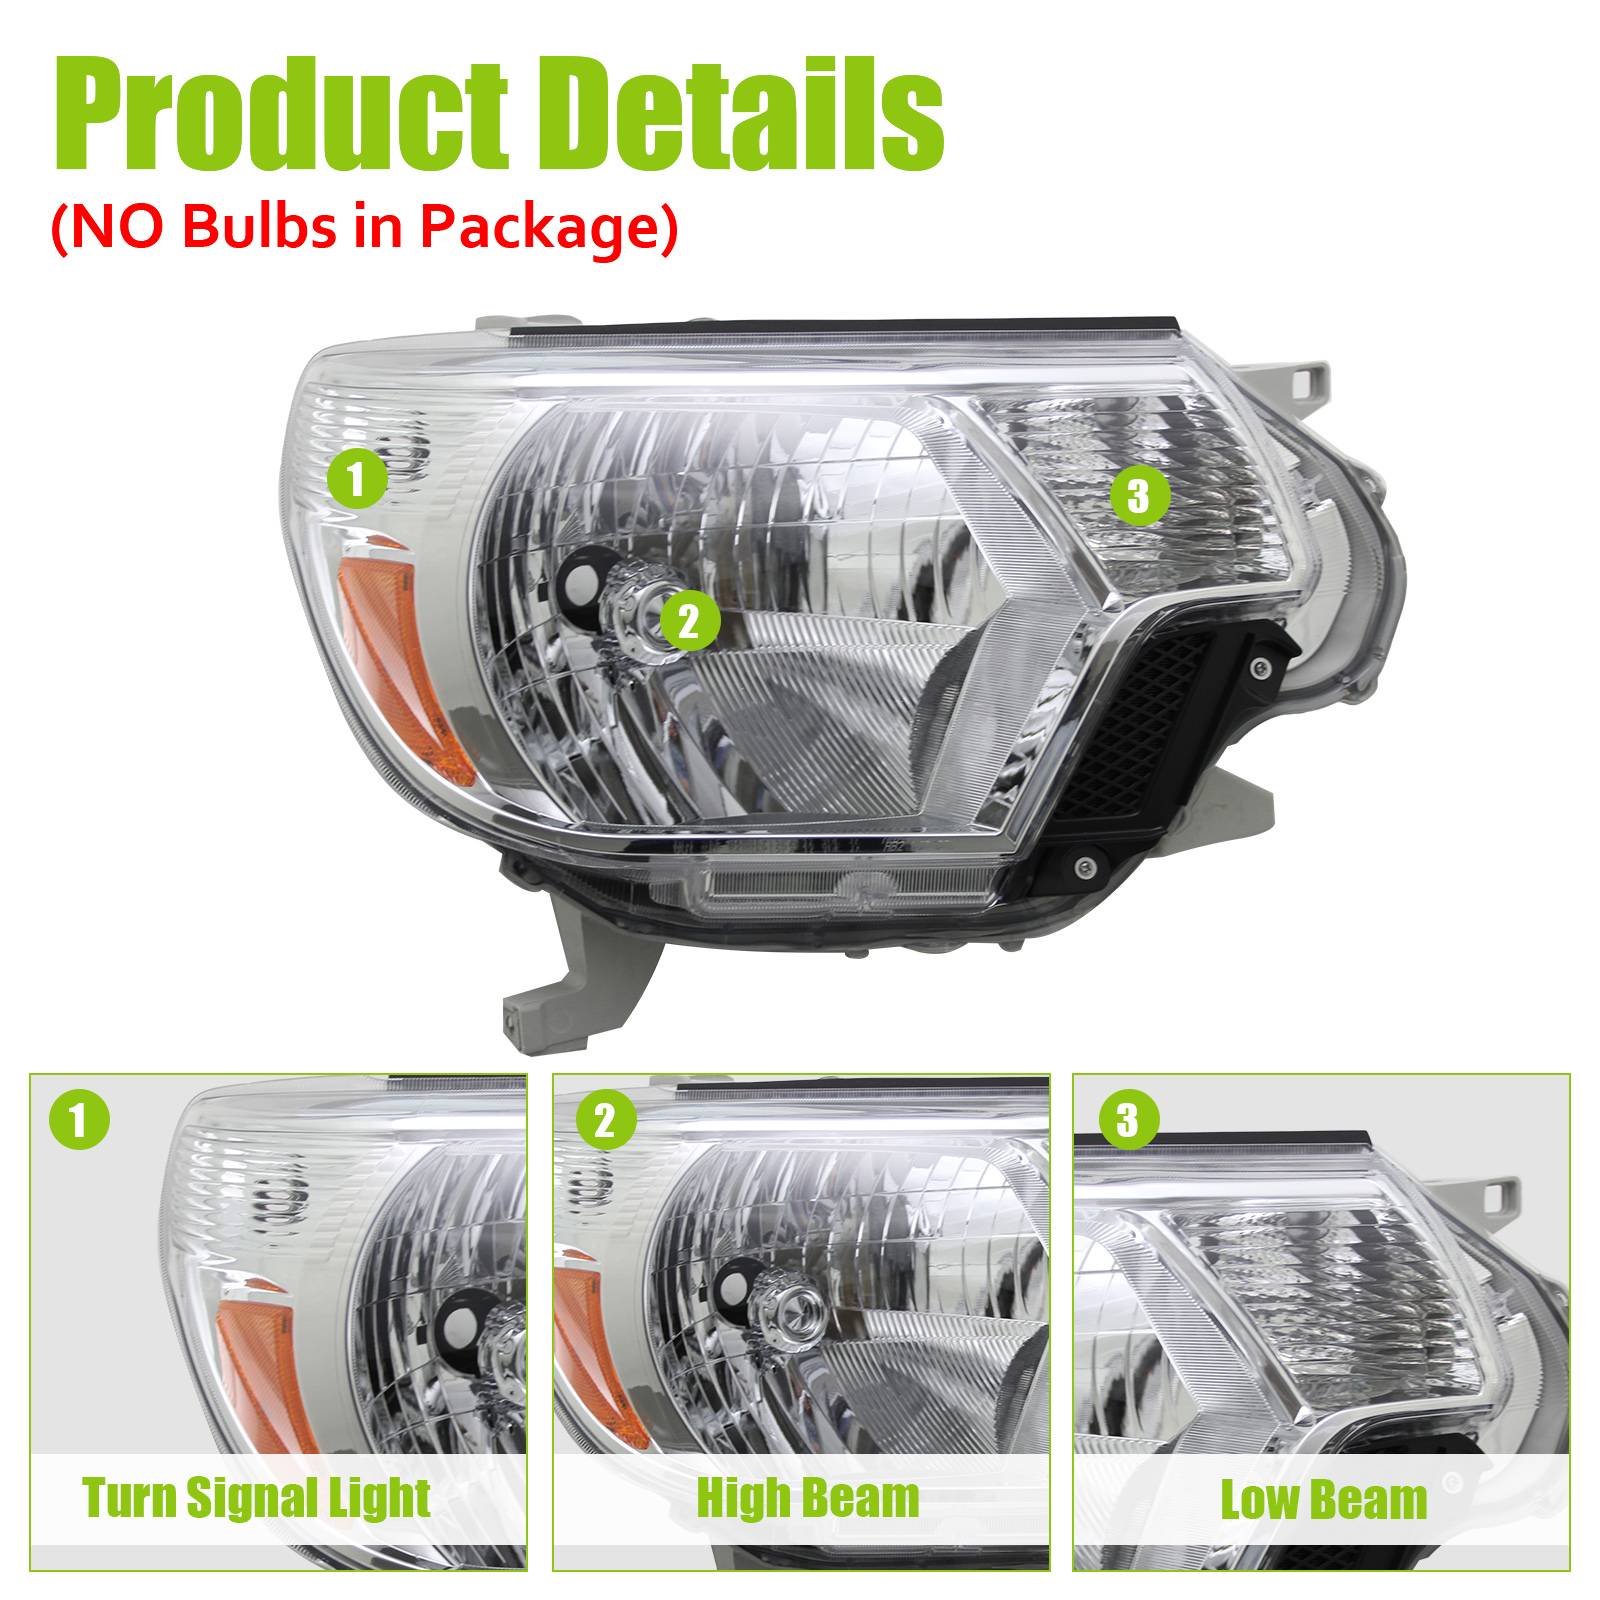 Product Details
(NO Bulbs in Package)
1
2
3
HB2
1
2
3
Turn Signal Light
High Beam
Low Beam